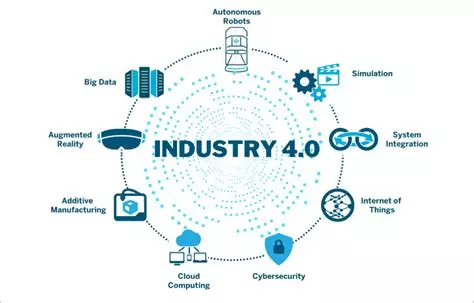 Autonomous
Robots
Simulation
System
Integration
Internet of
Things
Cybersecurity
Cloud
Computing
Additive
Manufacturing
Augmented
Reality
Big Data
INDUSTRY 4.0